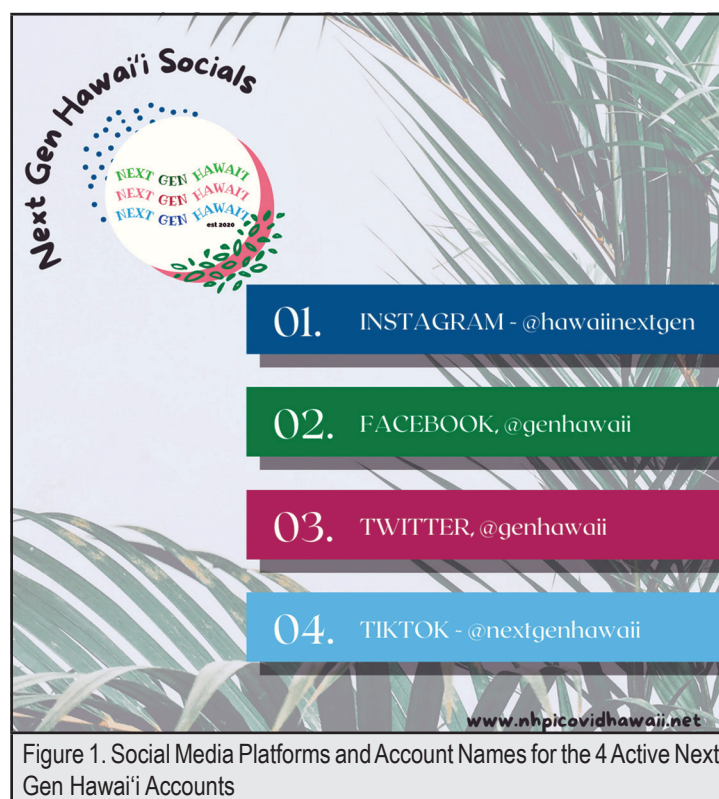 Next Gen Hawai'i Socials
NEXT GEN HAWAI'I
NEXT GEN HAWAI'I
NEXT GEN HAWAI'I
est 2020
01. INSTAGRAM - @hawaiinextgen
02. FACEBOOK, @genhawaii
03. TWITTER, @genhawaii
04. TIKTOK - @nextgenhawaii
www.nhpicovidhawaii.net
Figure 1. Social Media Platforms and Account Names for the 4 Active Next
Gen Hawai‘i Accounts